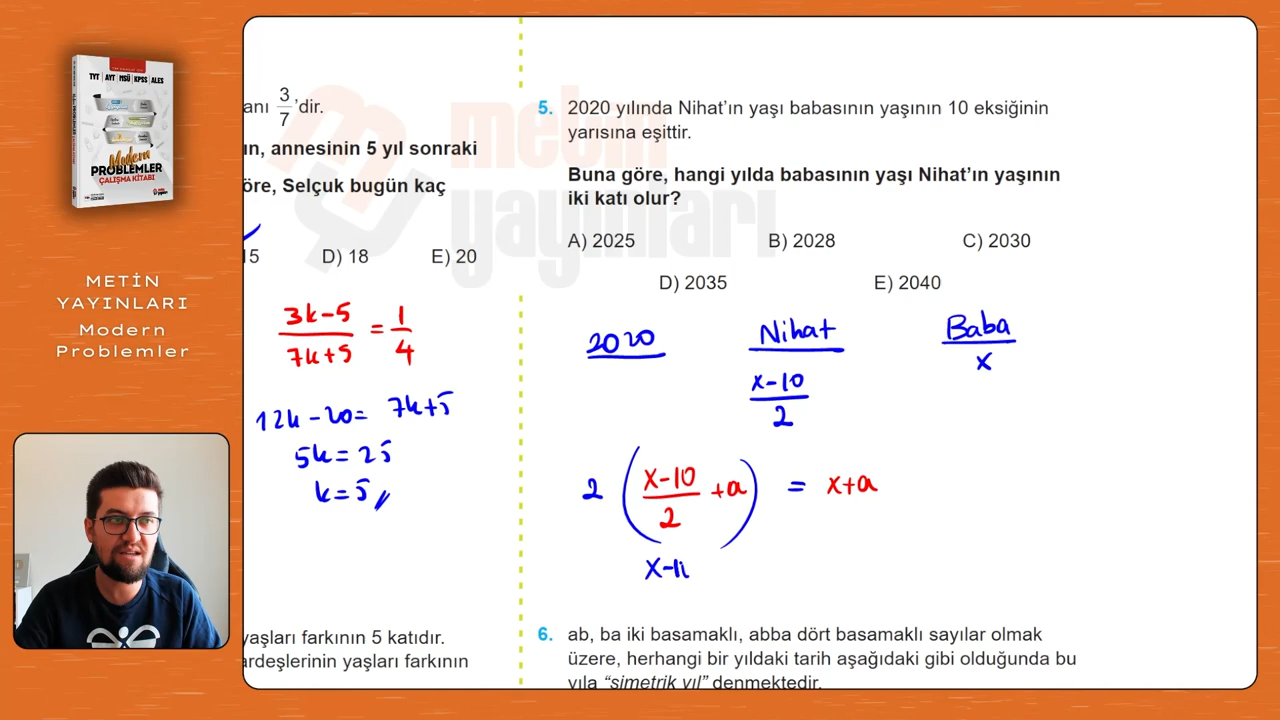 TYT | AYT | MSÜ | KPSS | ALES
Modern
PROBLEMLER
ÇALIŞMA KİTABI
METİN
YAYINLARI
Modern
Problemler
metin
yayınları
anı 3/7'dir.
ın, annesinin 5 yıl sonraki
öre, Selçuk bugün kaç
15 D) 18 E) 20
3k-5/7k+5 = 1/4
12k-20= 7k+5
5k=25
k=5
yaşları farkının 5 katıdır.
ardeşlerinin yaşları farkının
5. 2020 yılında Nihat'ın yaşı babasının yaşının 10 eksiğinin
yarısına eşittir.
Buna göre, hangi yılda babasının yaşı Nihat'ın yaşının
iki katı olur?
A) 2025 B) 2028 C) 2030
D) 2035 E) 2040
2020 Nihat Baba
x-10/2 x
2 (x-10/2 +a) = x+a
x-1
6. ab, ba iki basamaklı, abba dört basamaklı sayılar olmak
üzere, herhangi bir yıldaki tarih aşağıdaki gibi olduğunda bu
yıla "simetrik yıl" denmektedir.